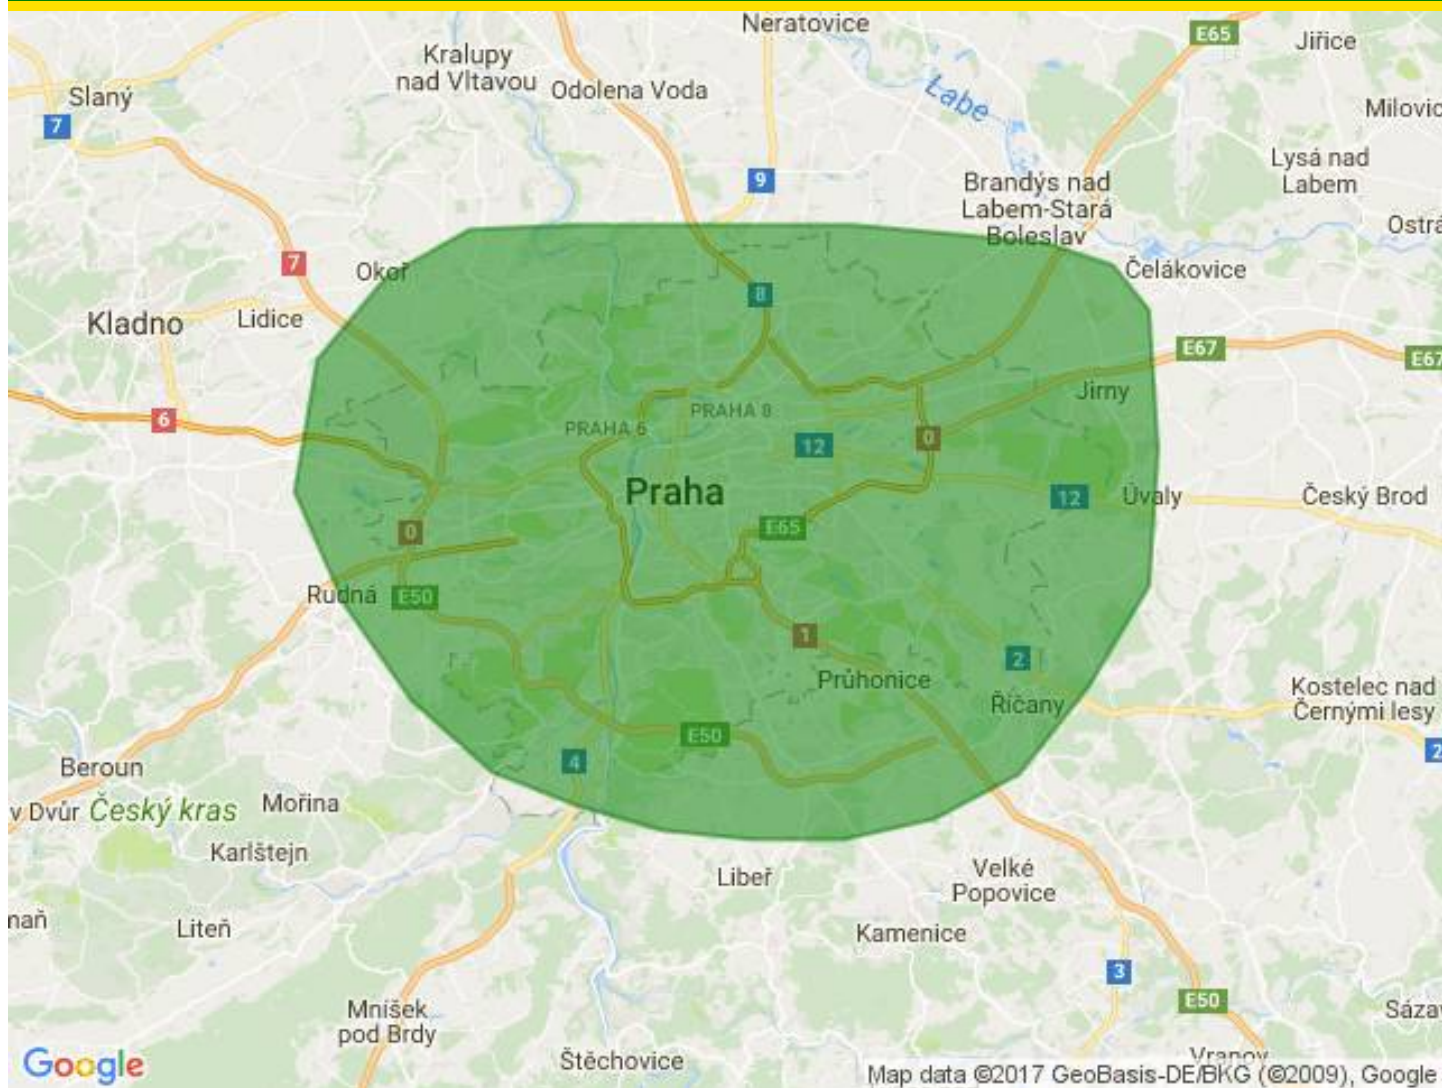 Neratovice
E65
Jiřice
Kralupy
nad Vltavou
Odolena Voda
Slaný
Labe
Milovic
7
Lysá nad
Labem
9
Brandýs nad
Labem-Stará
Boleslav
Ostrá
7
Okoř
Čelákovice
8
Kladno
Lidice
E67
E67
Jirny
6
PRAHA 8
PRAHA 6
0
12
Praha
12
Úvaly
Český Brod
0
E65
Rudná
E50
1
2
Průhonice
Říčany
Kostelec nad
Černými lesy
E50
2
4
Beroun
v Dvůr
Český kras
Mořina
Karlštejn
Libeř
Velké
Popovice
maň
Liteň
Kamenice
3
E50
Mníšek
pod Brdy
Sáza
Štěchovice
Vranov
Google
Map data ©2017 GeoBasis-DE/BKG (©2009), Google